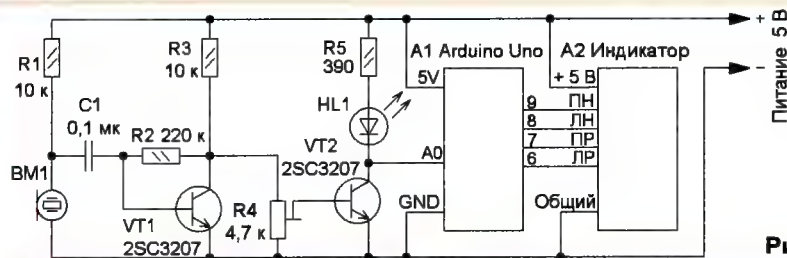 R1
10 к
C1
0,1 мк
BM1
R2 220 к
R3
10 к
VT1
2SC3207
R4
4,7 к
R5
390
HL1
VT2
2SC3207
A1 Arduino Uno
5V
A0
GND
9
8
7
6
A2 Индикатор
+ 5 В
ПН
ЛН
ПР
ЛР
Общий
+
−
Питание 5 В